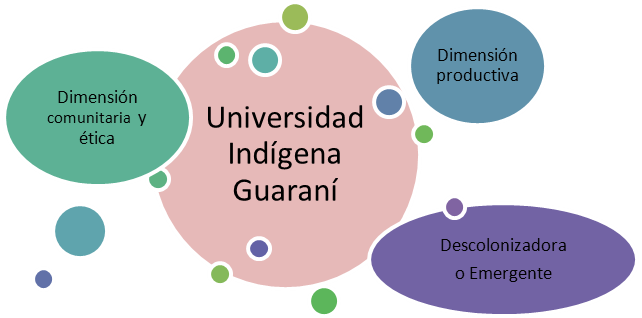 Dimensión
comunitaria y
ética
Universidad
Indígena
Guaraní
Dimensión
productiva
Descolonizadora
o Emergente